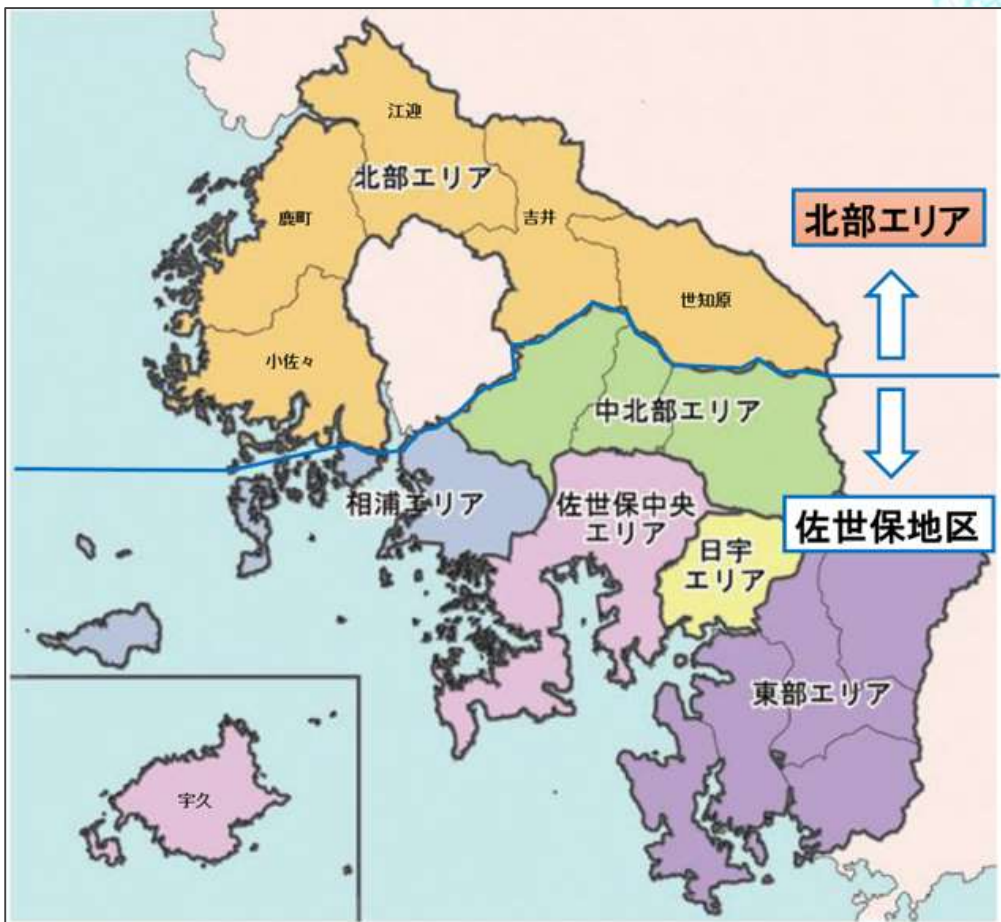 江迎
北部エリア
鹿町
吉井
北部エリア
世知原
小佐々
中北部エリア
相浦エリア
佐世保中央
エリア
佐世保地区
日宇
エリア
東部エリア
宇久